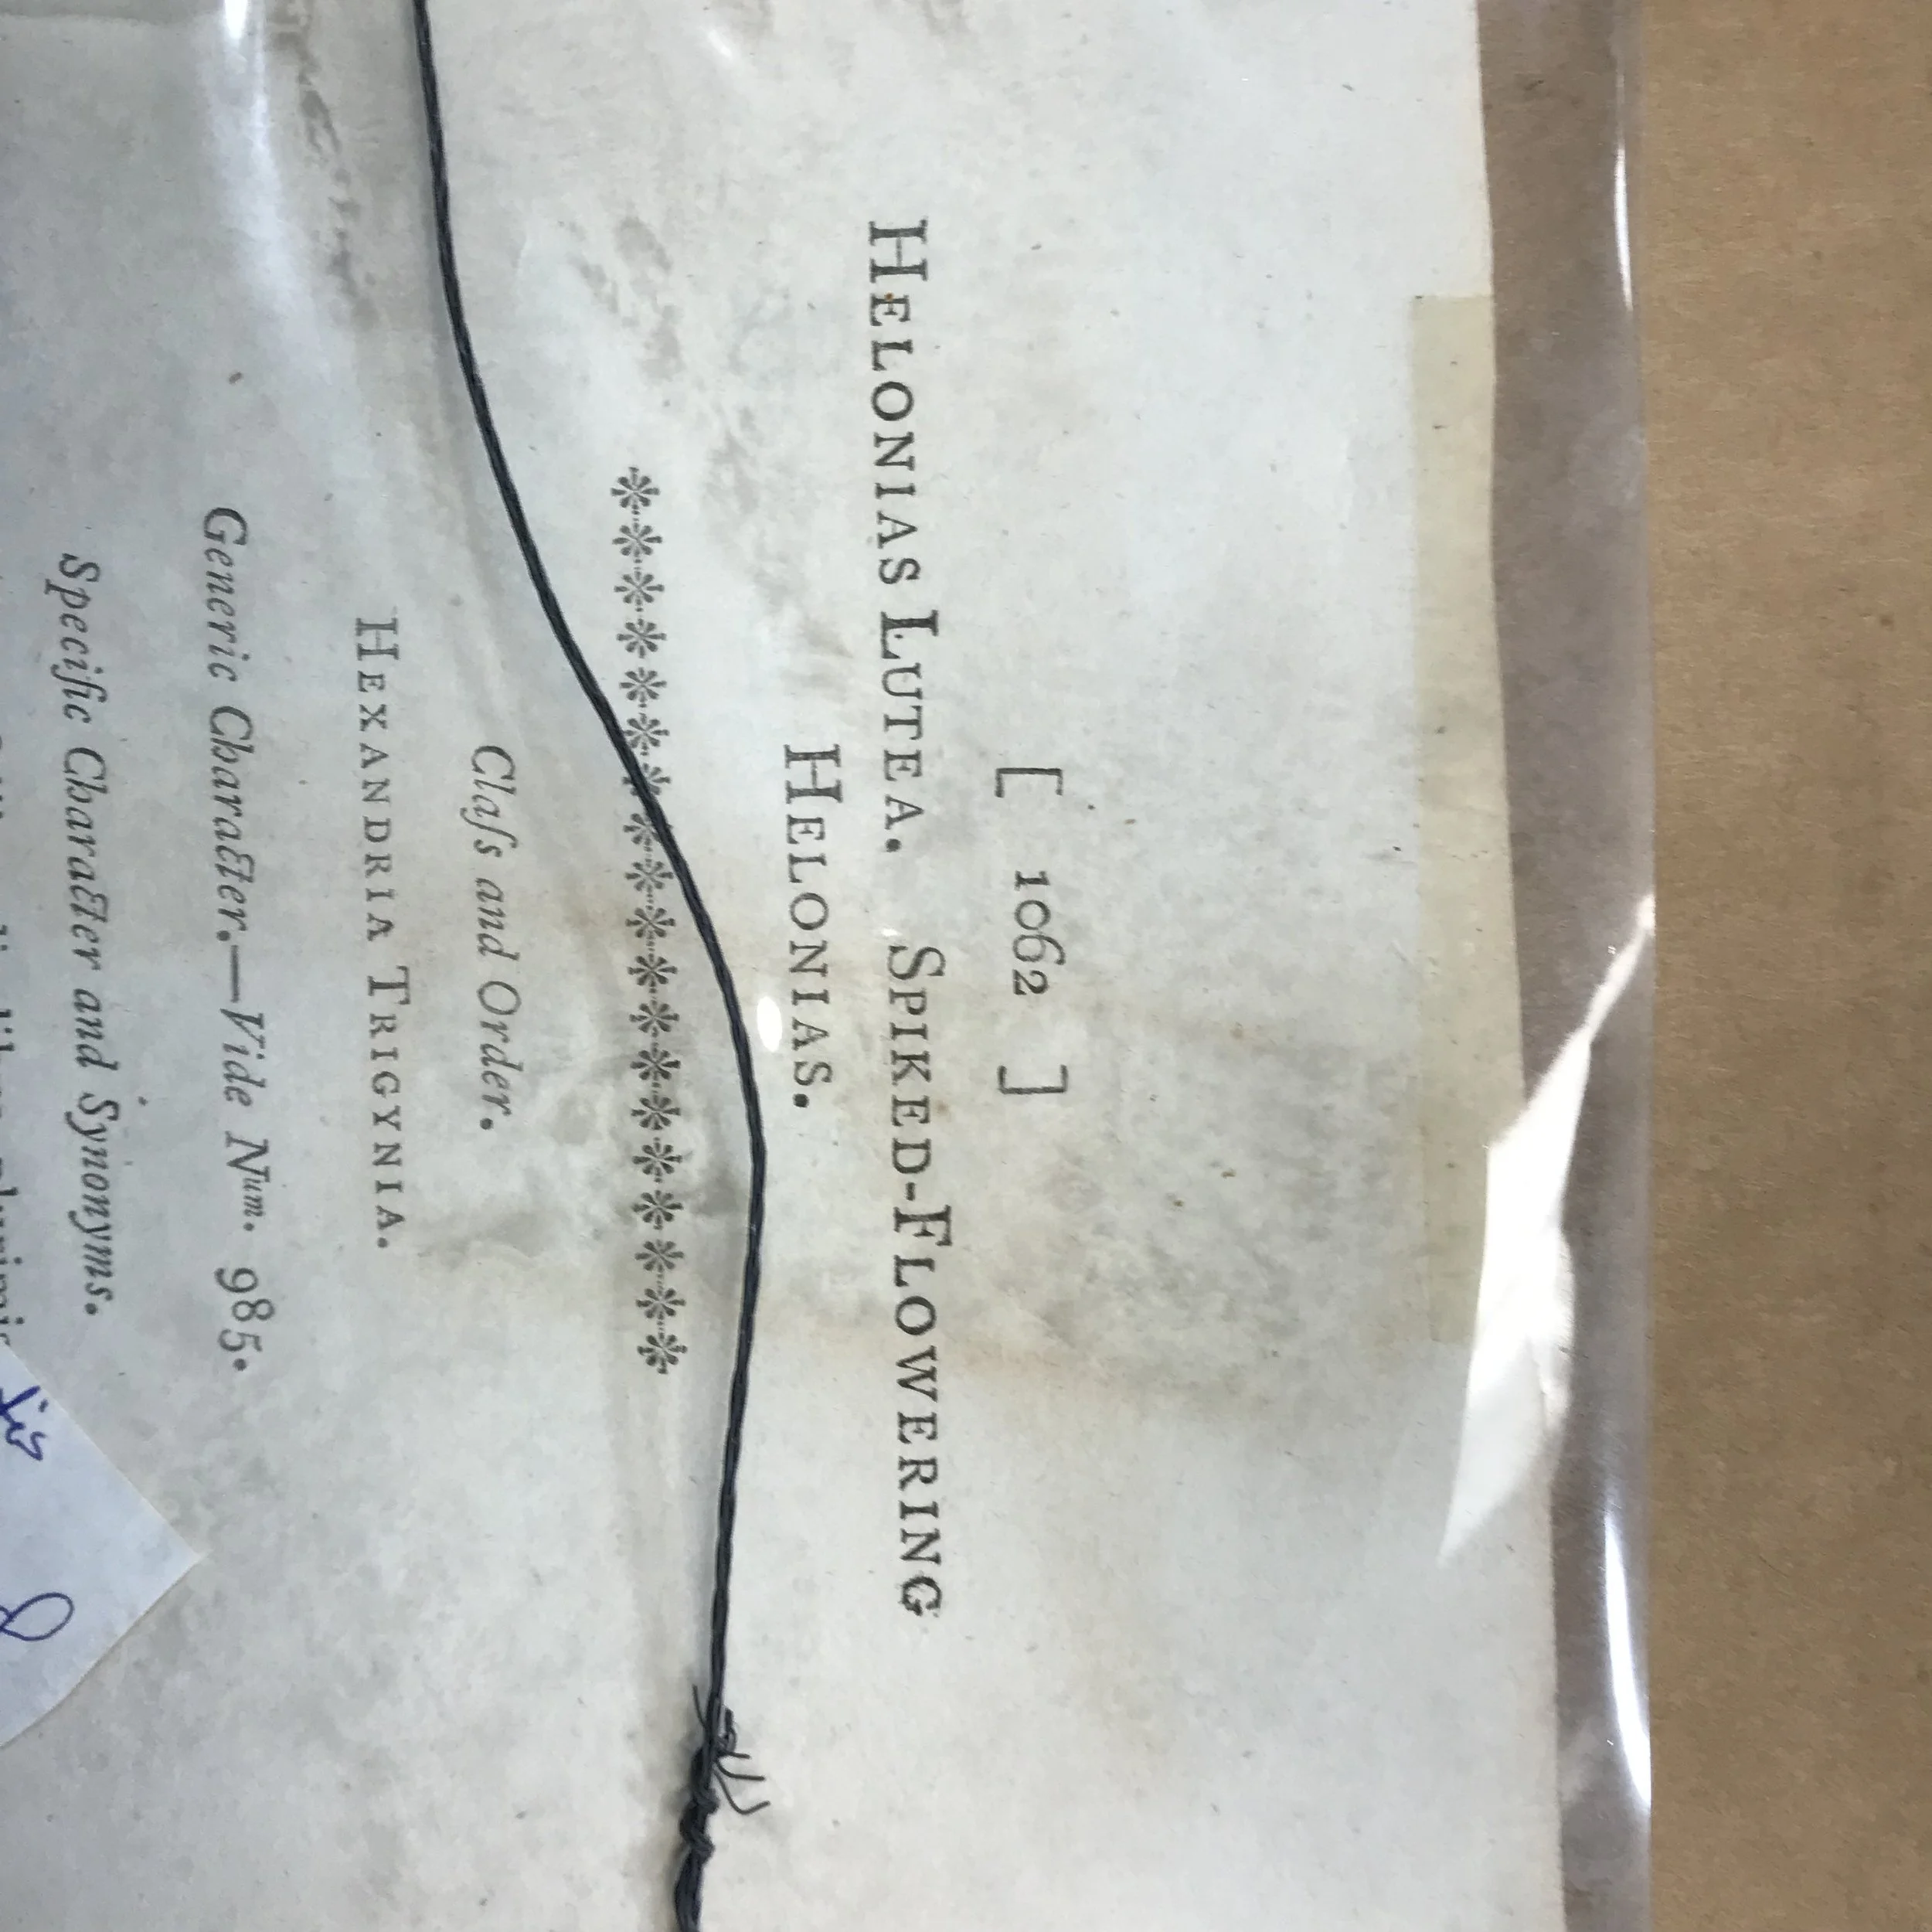 [ 1062 ]
HELONIAS LUTEA. SPIKED-FLOWERING
HELONIAS.
Claſs and Order.
HEXANDRIA TRIGYNIA.
Generic Character.—Vide Num. 985.
Specific Character and Synonyms.